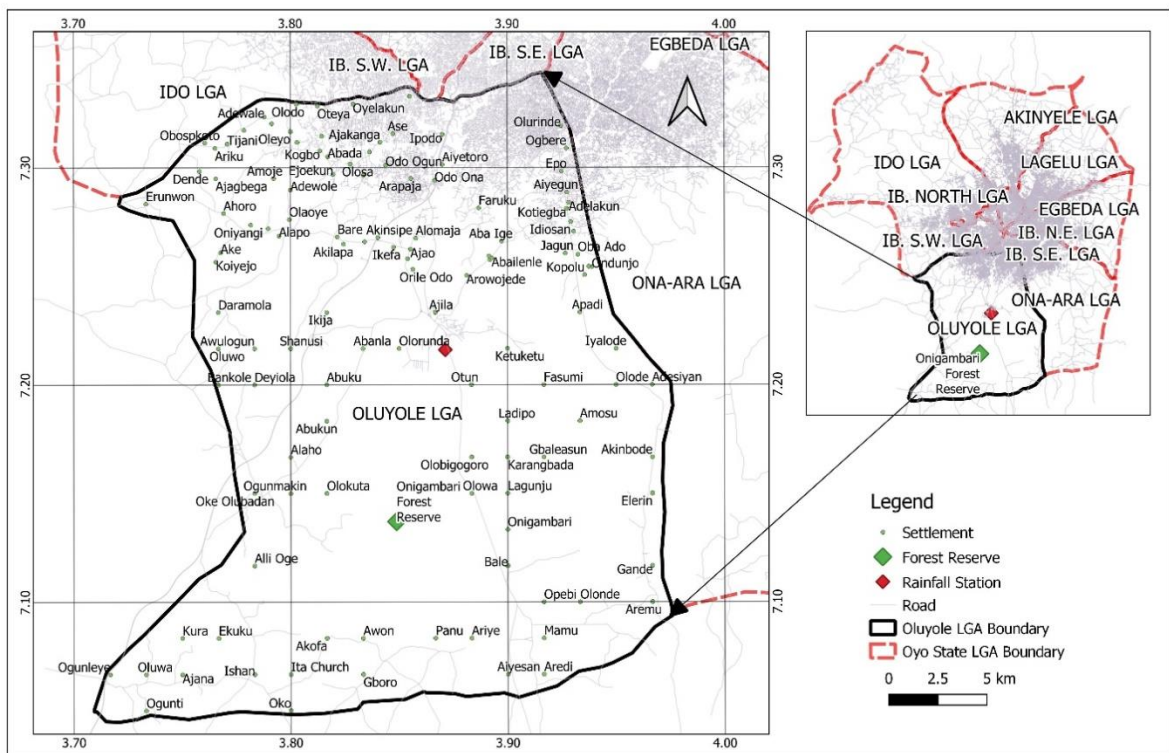 3.70
3.80
3.90
4.00
EGBEDA LGA
IB. S.E. LGA
IB. S.W. LGA
IDO LGA
Olodo
Oyelakun
Adewale
Oteya
Olurinde
Obospkoto
Tijani
Oleyo
Ajakanga
Ase
Ipodo
Ogbere
Ariku
Kogbo
Abada
Odo Ogun
Aiyetoro
Epo
7.30
7.30
Dende
Amoje
Ejoekun
Olosa
Odo Ona
Ajagbega
Adewole
Arapaja
Aiyegun
Erunwon
Faruku
Adelakun
Ahoro
Olaoye
Kotiegba
Oniyangi
Alapo
Bare
Akinsipe
Alomaja
Aba Ige
Idiosan
Ake
Akilapa
Ikefa
Ajao
Jagun
Oba Ado
Koiyejo
Abailenle
Kopolu
Ondunjo
Orile Odo
Arowojede
ONA-ARA LGA
Daramola
Ajila
Apadi
Ikija
Awulogun
Shanusi
Abanla
Olorunda
Iyalode
Oluwo
Ketuketu
Bankole
Deyiola
Abuku
Otun
Fasumi
Olode
Adesiyan
7.20
7.20
OLUYOLE LGA
Ladipo
Amosu
Abukun
Alaho
Gbaleasun
Akinbode
Olobigogoro
Karangbada
Ogunmakin
Olokuta
Onigambari
Forest
Reserve
Olowa
Lagunju
Oke Olubadan
Elerin
Onigambari
Alli Oge
Bale
Gande
7.10
7.10
Opebi
Olonde
Aremu
Kura
Ekuku
Akofa
Awon
Panu
Ariye
Mamu
Ogunleye
Oluwa
Ajana
Ishan
Ita Church
Gboro
Aiyesan
Aredi
Ogunti
Oko
3.70
3.80
3.90
4.00
AKINYELE LGA
IDO LGA
LAGELU LGA
IB. NORTH LGA
EGBEDA LGA
IB. S.W. LGA
IB. N.E. LGA
IB. S.E. LGA
ONA-ARA LGA
OLUYOLE LGA
Onigambari
Forest
Reserve
Legend
Settlement
Forest Reserve
Rainfall Station
Road
Oluyole LGA Boundary
Oyo State LGA Boundary
0 2.5 5 km